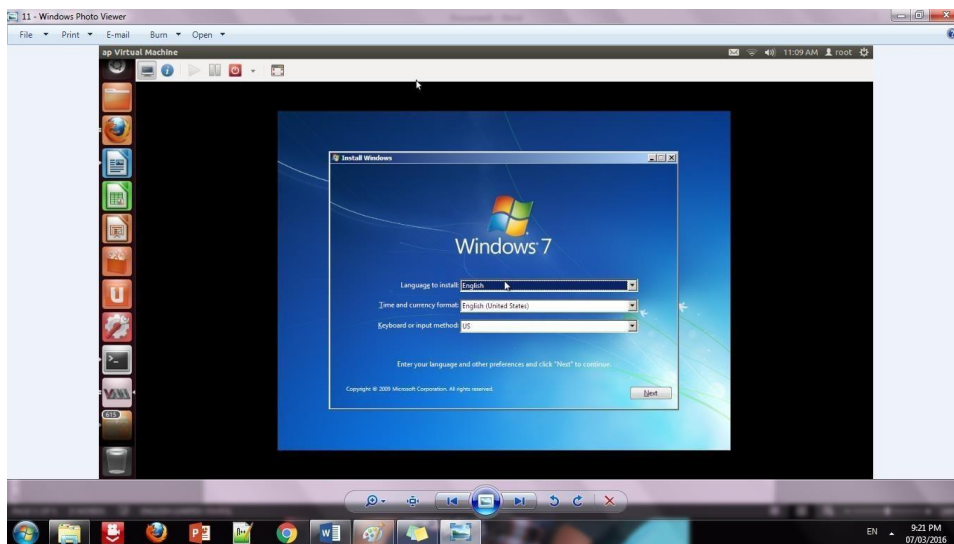 11 - Windows Photo Viewer
File Print E-mail Burn Open
ap Virtual Machine 11:09 AM root
Install Windows
Windows 7
Language to install: English
Time and currency format: English (United States)
Keyboard or input method: US
Enter your language and other preferences and click "Next" to continue.
Copyright © 2009 Microsoft Corporation. All rights reserved.
Next
615
EN 9:21 PM
07/03/2016